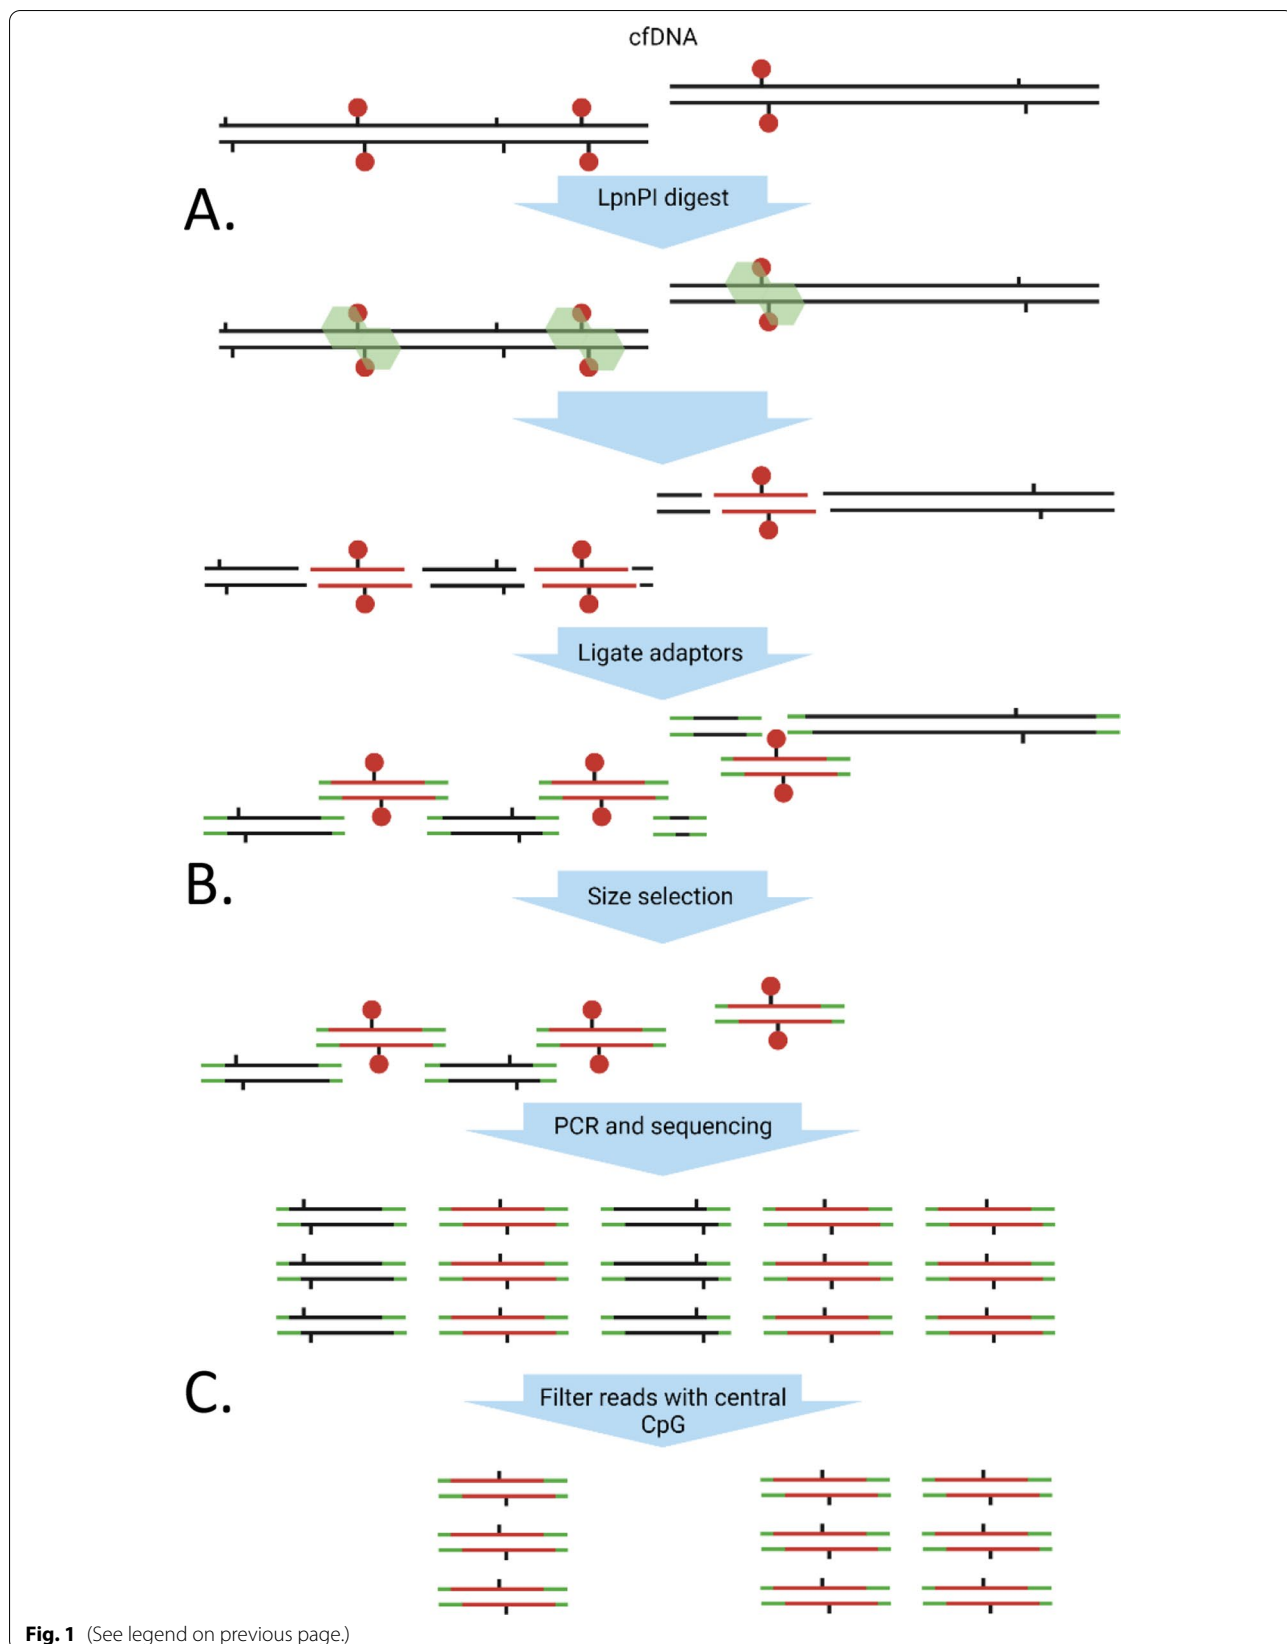 cfDNA
A.
LpnPI digest
Ligate adaptors
B.
Size selection
PCR and sequencing
C.
Filter reads with central
CpG
Fig. 1 (See legend on previous page.)